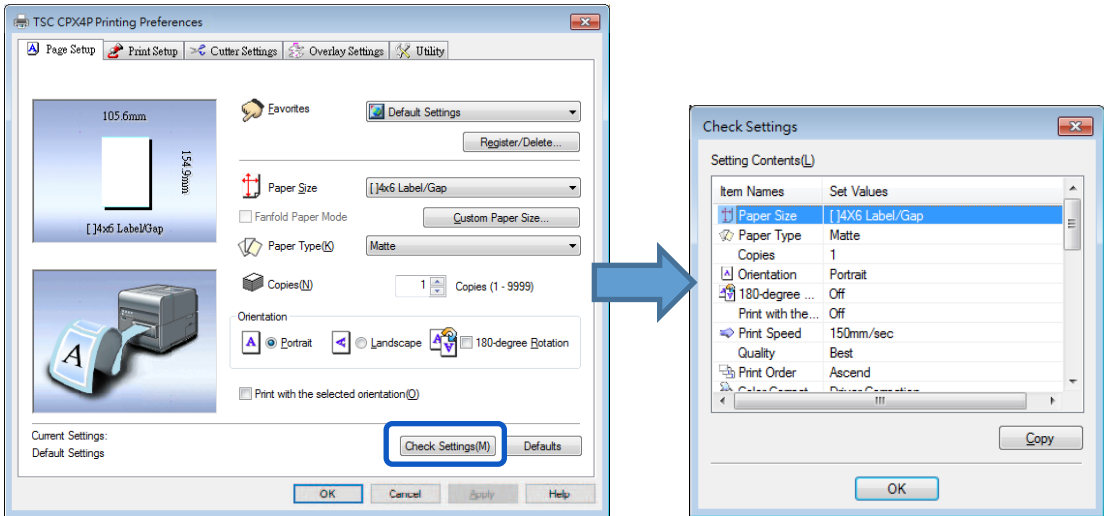 TSC CPX4P Printing Preferences
Page Setup Print Setup Cutter Settings Overlay Settings Utility
105.6mm
154.9mm
[ ]4x6 Label/Gap
Favorites Default Settings
Register/Delete...
Paper Size [ ]4x6 Label/Gap
Fanfold Paper Mode Custom Paper Size...
Paper Type(K) Matte
Copies(N) 1 Copies (1 - 9999)
Orientation
A Portrait A Landscape A A 180-degree Rotation
A
Print with the selected orientation(O)
Current Settings:
Default Settings
Check Settings(M) Defaults
OK Cancel Apply Help
Check Settings
Setting Contents(L)
Item Names Set Values
Paper Size [ ]4X6 Label/Gap
Paper Type Matte
Copies 1
Orientation Portrait
180-degree ... Off
Print with the... Off
Print Speed 150mm/sec
Quality Best
Print Order Ascend
Copy
OK